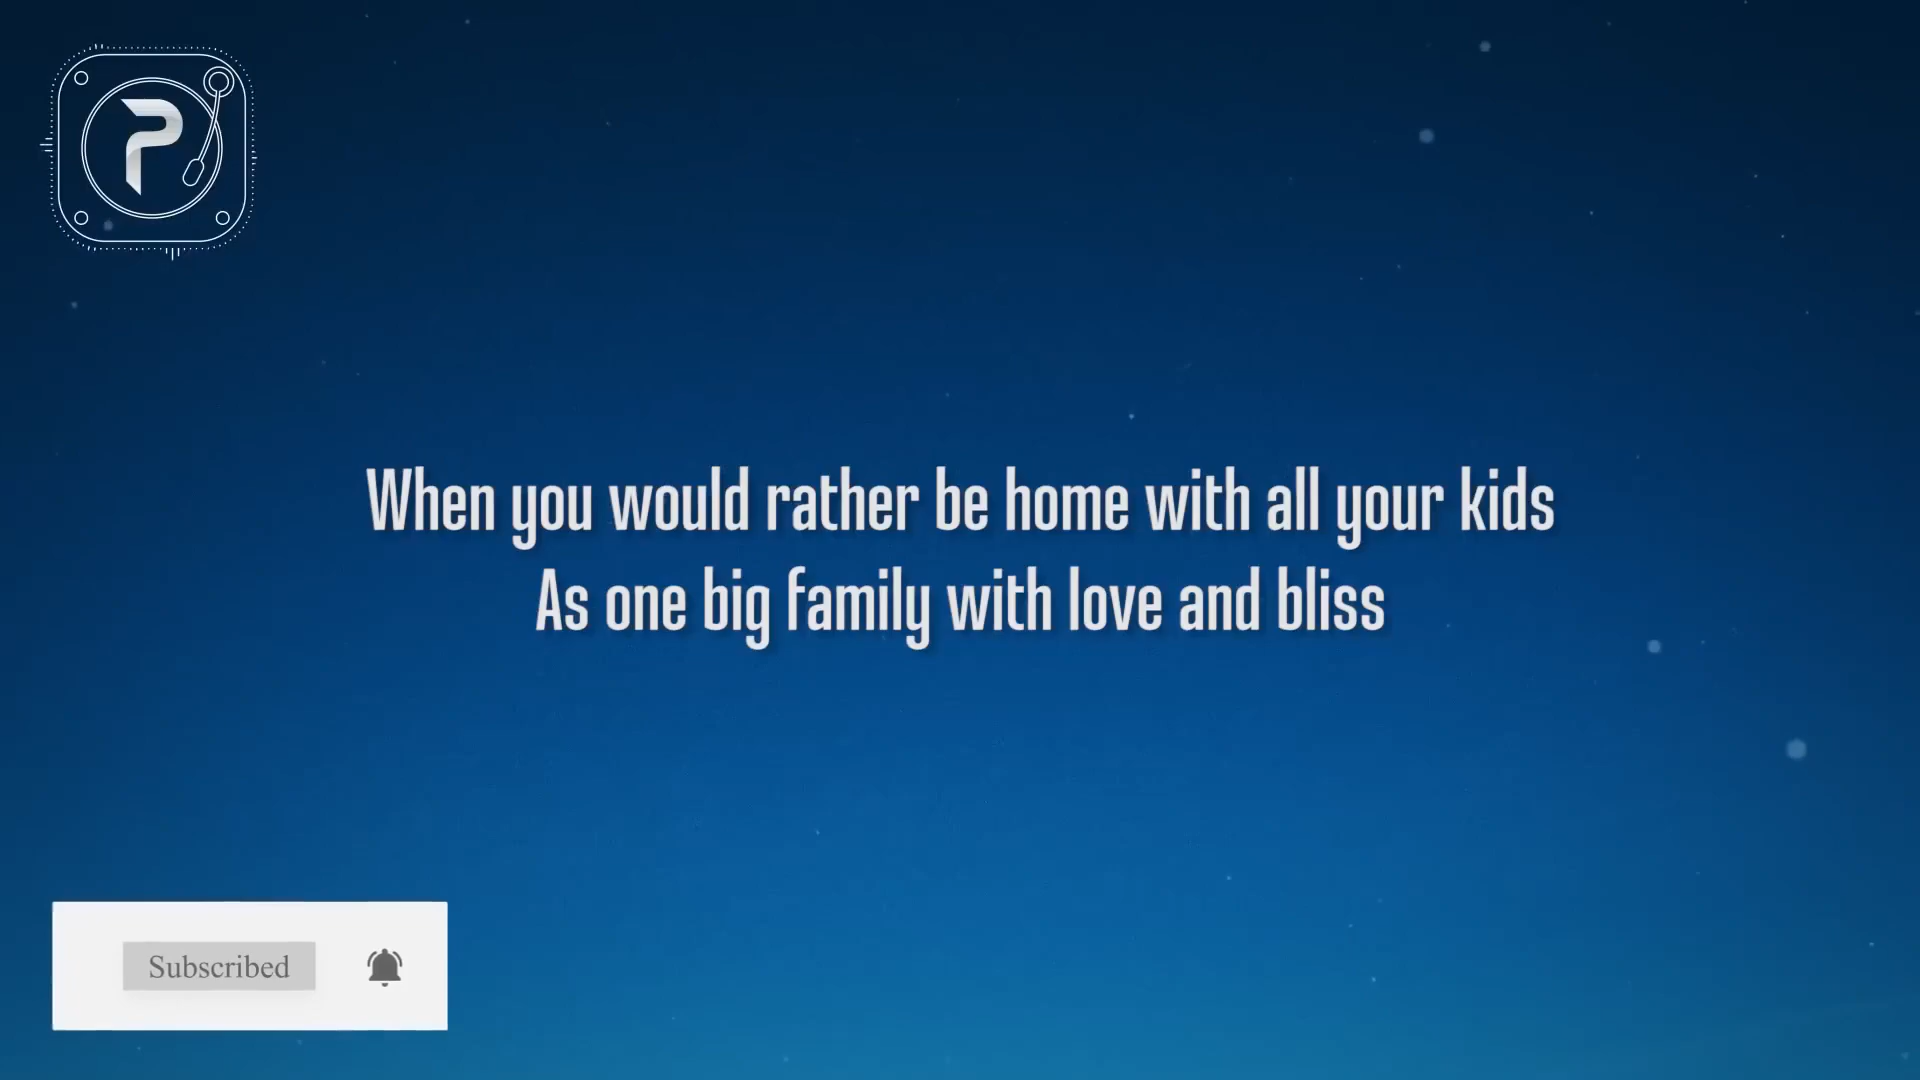 P
When you would rather be home with all your kids
As one big family with love and bliss
Subscribed